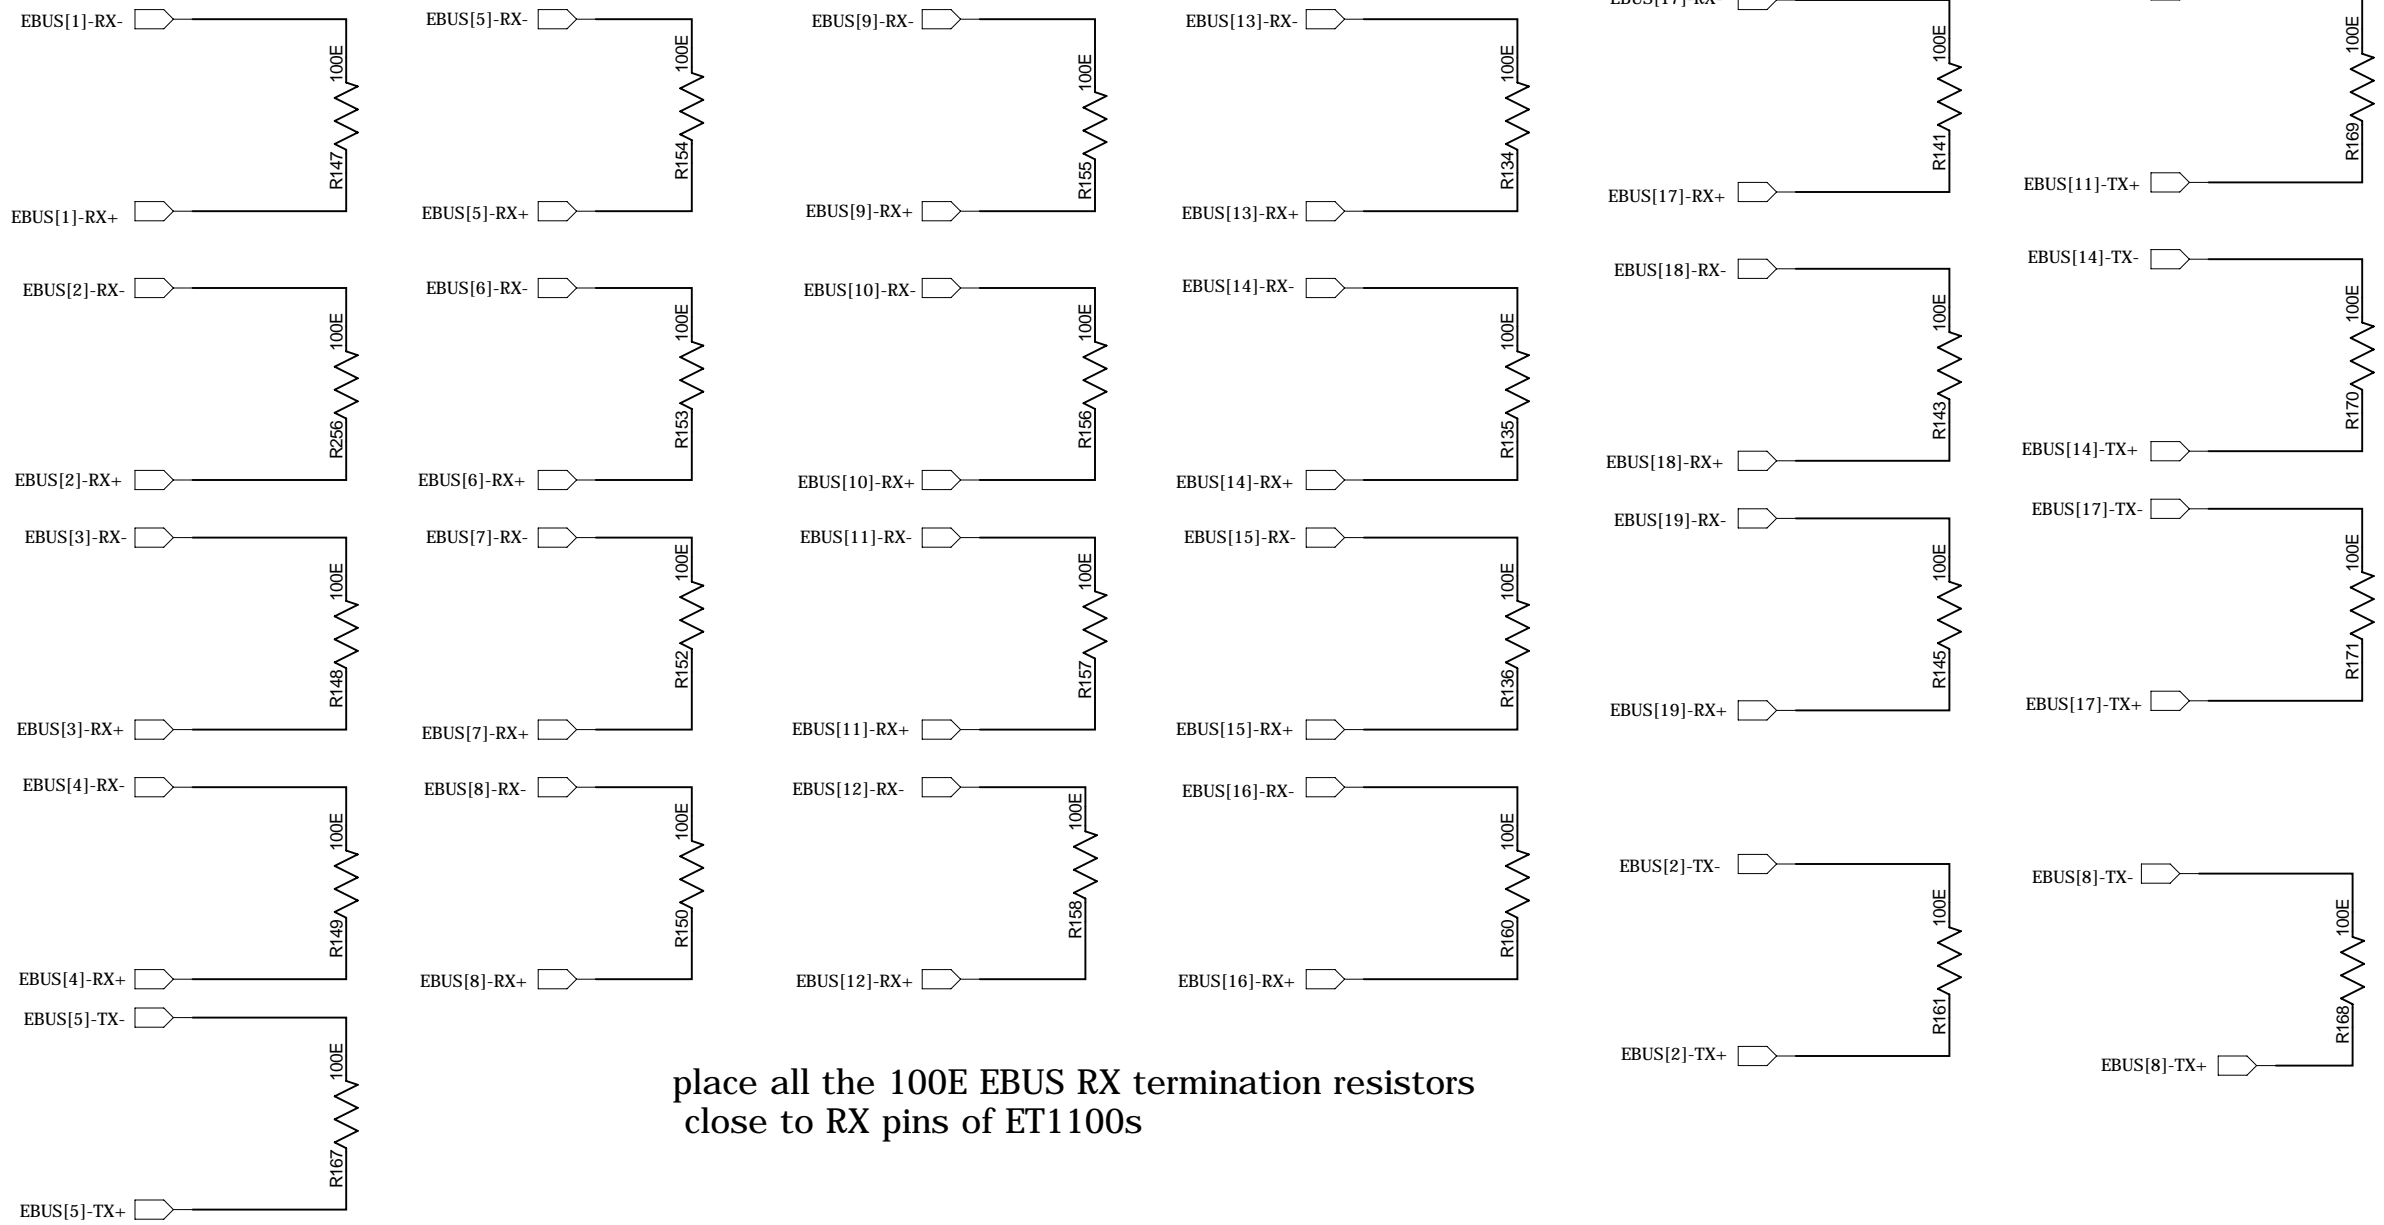 EBUS[1]-RX-
100E
R147
EBUS[1]-RX+
EBUS[2]-RX-
100E
R256
EBUS[2]-RX+
EBUS[3]-RX-
100E
R148
EBUS[3]-RX+
EBUS[4]-RX-
100E
R149
EBUS[4]-RX+
EBUS[5]-TX-
100E
R167
EBUS[5]-TX+
EBUS[5]-RX-
100E
R154
EBUS[5]-RX+
EBUS[6]-RX-
100E
R153
EBUS[6]-RX+
EBUS[7]-RX-
100E
R152
EBUS[7]-RX+
EBUS[8]-RX-
100E
R150
EBUS[8]-RX+
EBUS[9]-RX-
100E
R155
EBUS[9]-RX+
EBUS[10]-RX-
100E
R156
EBUS[10]-RX+
EBUS[11]-RX-
100E
R157
EBUS[11]-RX+
EBUS[12]-RX-
100E
R158
EBUS[12]-RX+
EBUS[13]-RX-
100E
R134
EBUS[13]-RX+
EBUS[14]-RX-
100E
R135
EBUS[14]-RX+
EBUS[15]-RX-
100E
R136
EBUS[15]-RX+
EBUS[16]-RX-
100E
R160
EBUS[16]-RX+
place all the 100E EBUS RX termination resistors
close to RX pins of ET1100s
100E
R141
EBUS[17]-RX+
EBUS[18]-RX-
100E
R143
EBUS[18]-RX+
EBUS[19]-RX-
100E
R145
EBUS[19]-RX+
EBUS[2]-TX-
100E
R161
EBUS[2]-TX+
100E
R169
EBUS[11]-TX+
EBUS[14]-TX-
100E
R170
EBUS[14]-TX+
EBUS[17]-TX-
100E
R171
EBUS[17]-TX+
EBUS[8]-TX-
100E
R168
EBUS[8]-TX+